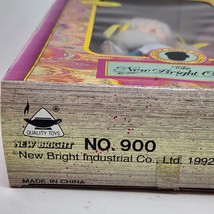 The
New Bright C
QUALITY TOYS
NEW BRIGHT NO. 900
New Bright Industrial Co., Ltd. 1992
MADE IN CHINA